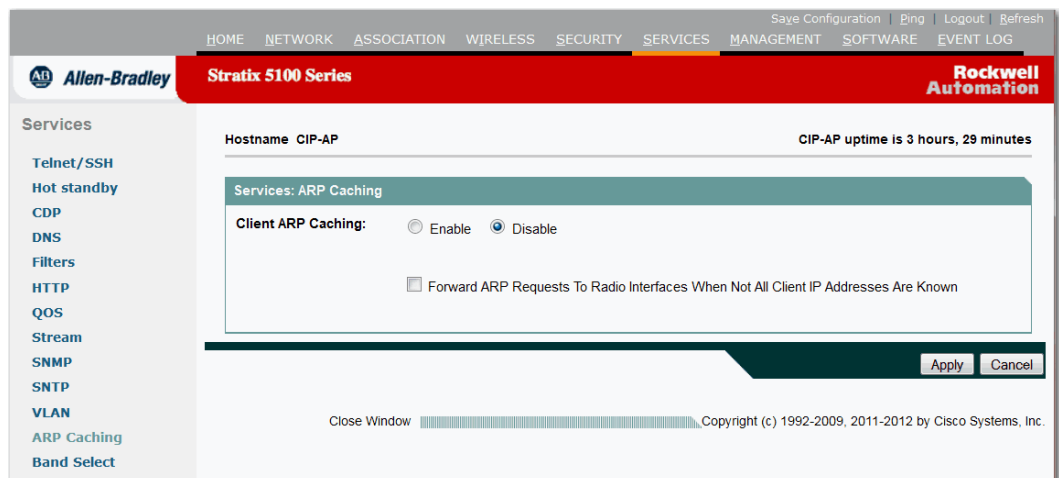 Save Configuration | Ping | Logout | Refresh
HOME NETWORK ASSOCIATION WIRELESS SECURITY SERVICES MANAGEMENT SOFTWARE EVENT LOG
AB Allen-Bradley
Stratix 5100 Series
Rockwell
Automation
Services
Telnet/SSH
Hot standby
CDP
DNS
Filters
HTTP
QOS
Stream
SNMP
SNTP
VLAN
ARP Caching
Band Select
Hostname CIP-AP
CIP-AP uptime is 3 hours, 29 minutes
Services: ARP Caching
Client ARP Caching: Enable Disable
Forward ARP Requests To Radio Interfaces When Not All Client IP Addresses Are Known
Apply Cancel
Close Window
Copyright (c) 1992-2009, 2011-2012 by Cisco Systems, Inc.